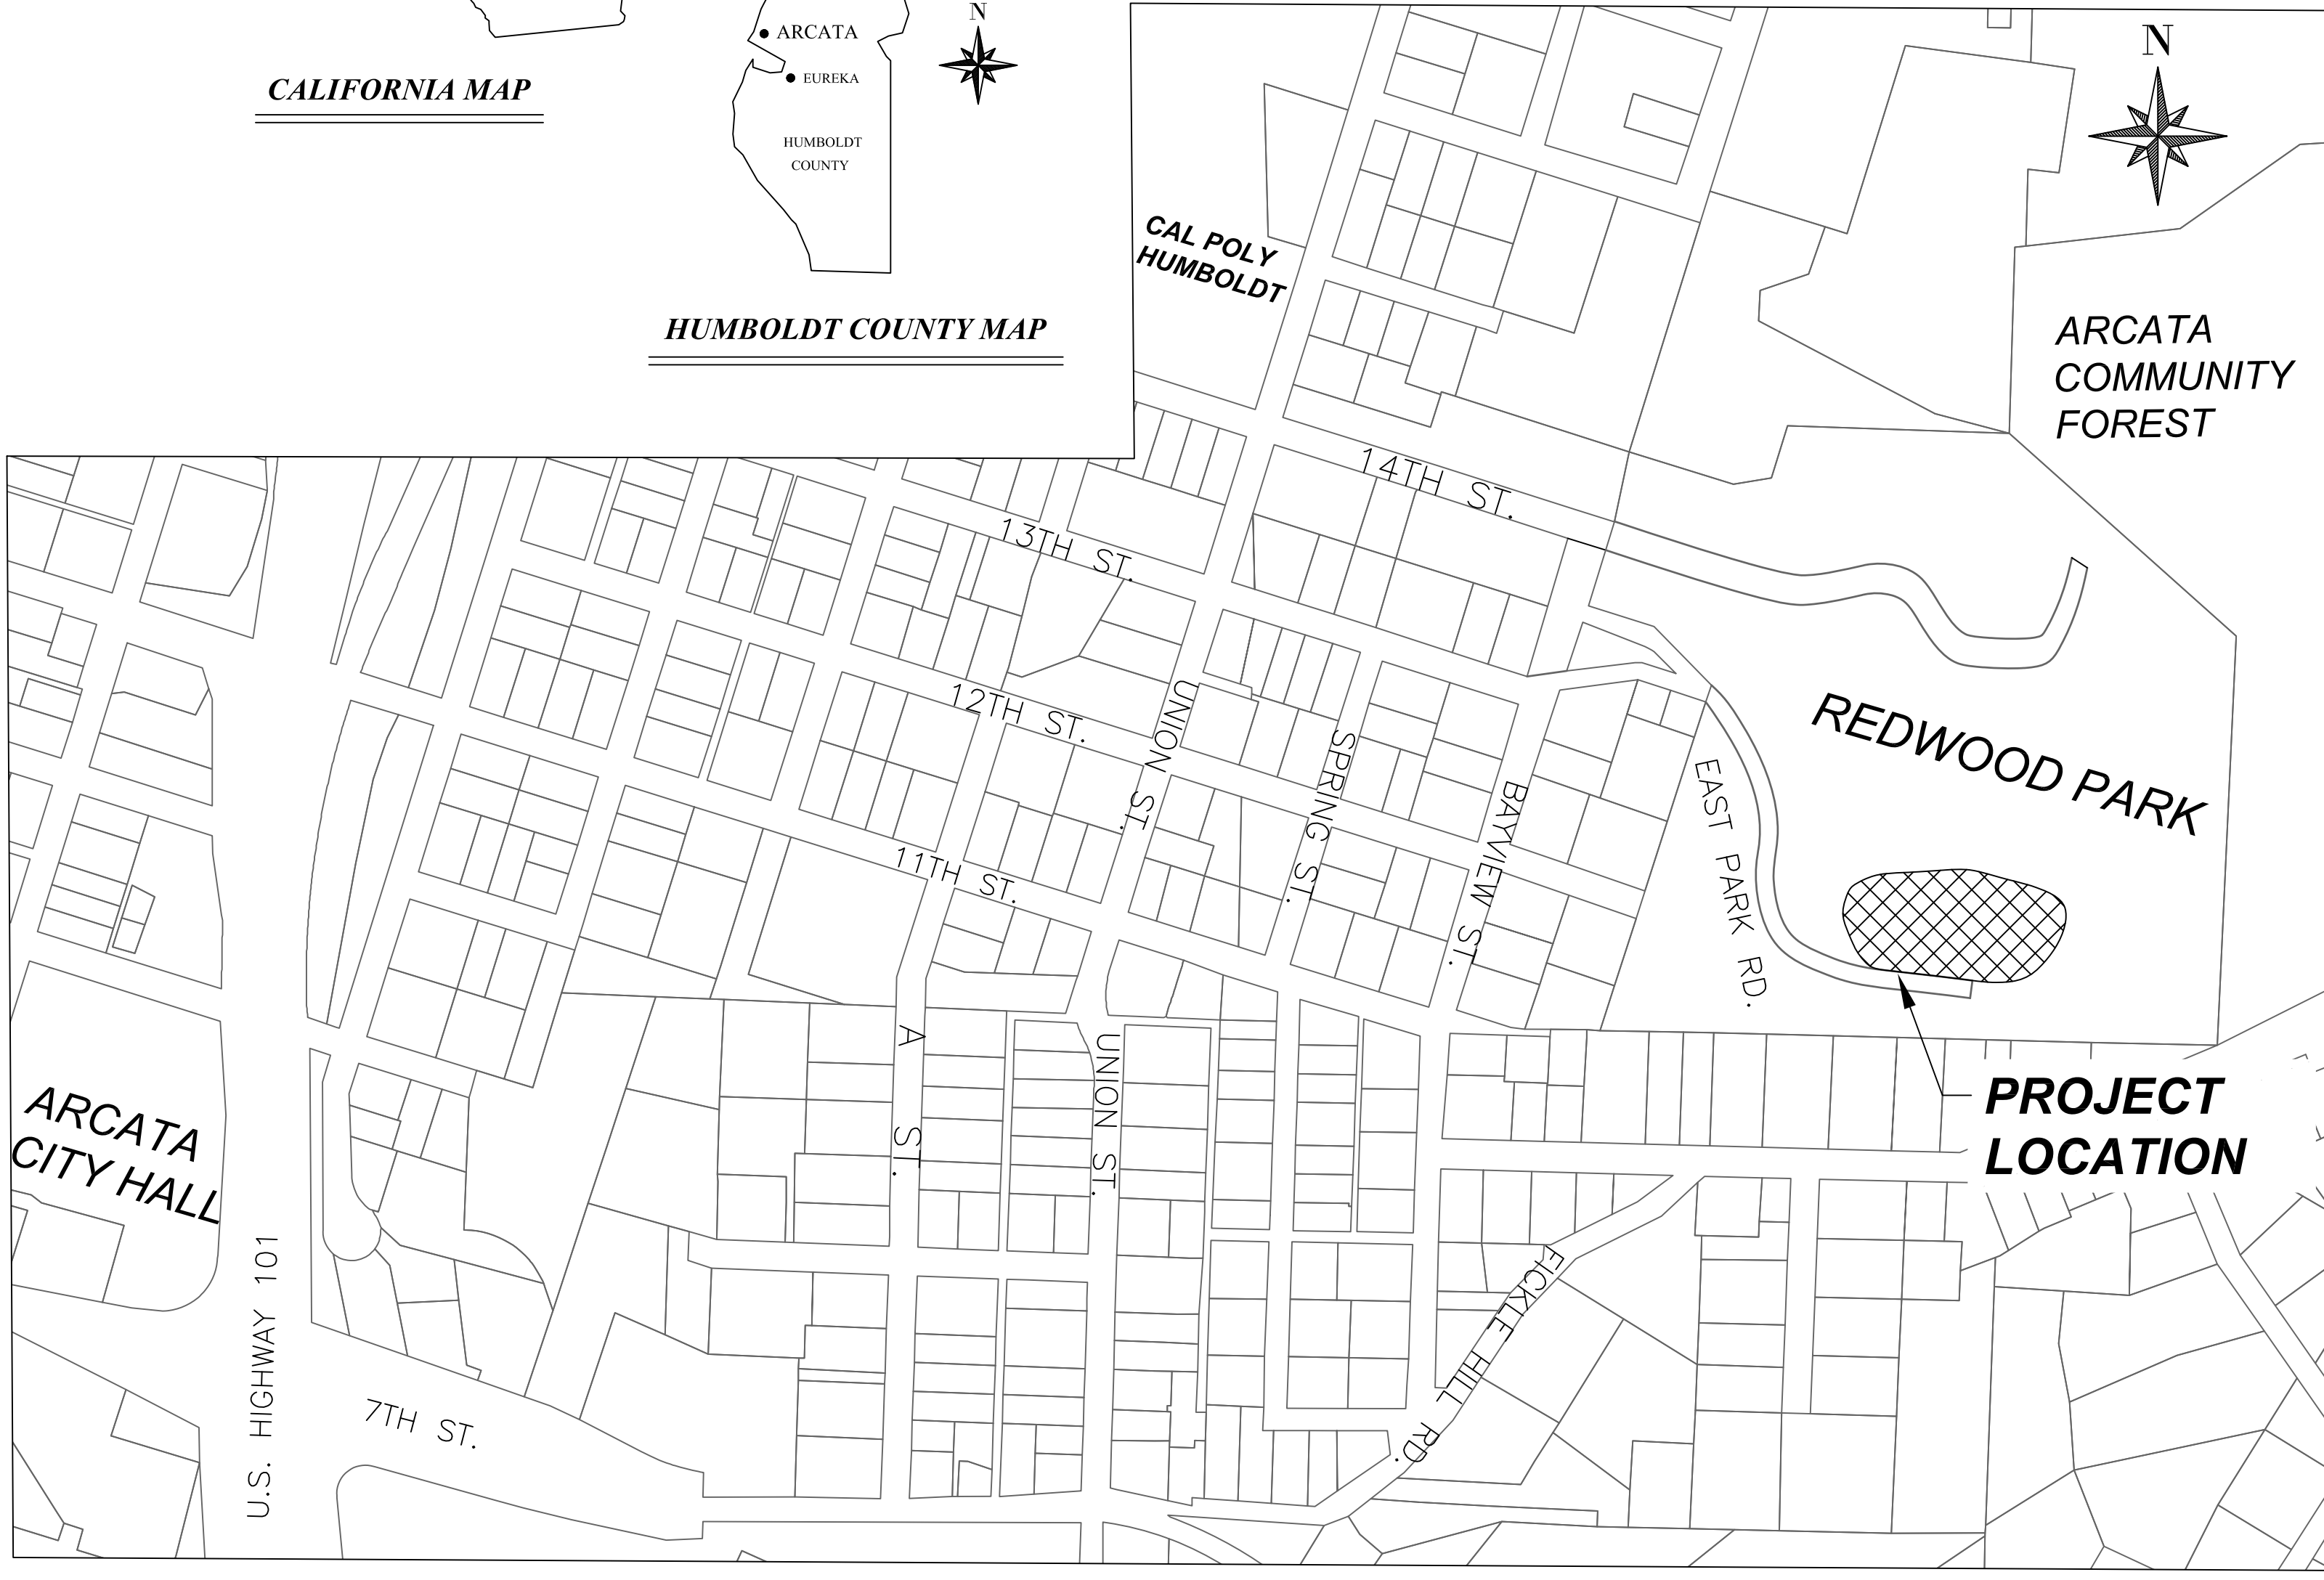 N
ARCATA
EUREKA
CALIFORNIA MAP
HUMBOLDT
COUNTY
HUMBOLDT COUNTY MAP
N
CAL POLY
HUMBOLDT
ARCATA
COMMUNITY
FOREST
14TH ST.
13TH ST.
12TH ST.
11TH ST.
UNION ST.
SPRING ST.
BAYVIEW ST.
EAST PARK RD.
REDWOOD PARK
A ST.
UNION ST.
PROJECT
LOCATION
ARCATA
CITY HALL
U.S. HIGHWAY 101
7TH ST.
FICKLE HILL RD.